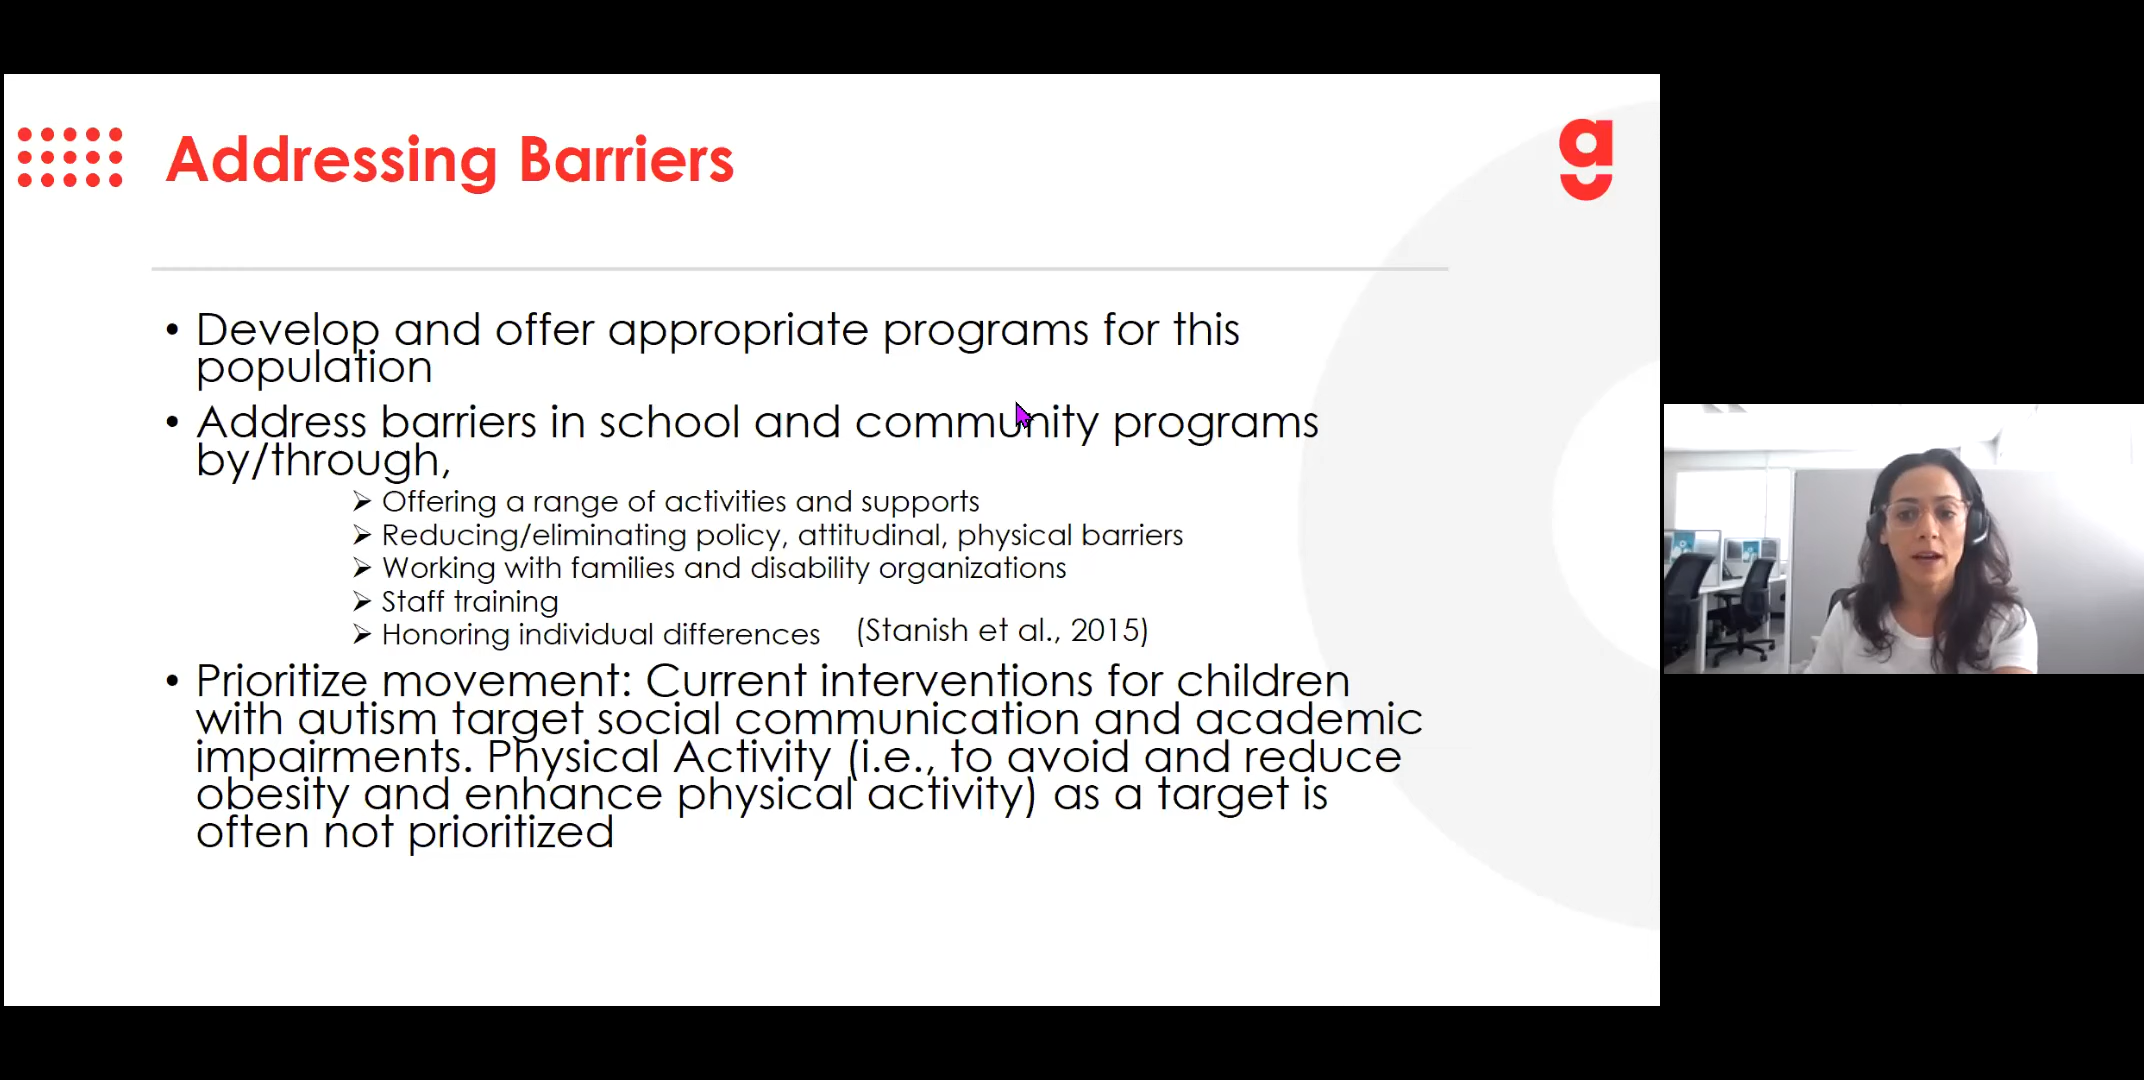 Addressing Barriers
g
• Develop and offer appropriate programs for this
population
• Address barriers in school and community programs
by/through,
➢ Offering a range of activities and supports
➢ Reducing/eliminating policy, attitudinal, physical barriers
➢ Working with families and disability organizations
➢ Staff training
➢ Honoring individual differences (Stanish et al., 2015)
• Prioritize movement: Current interventions for children
with autism target social communication and academic
impairments. Physical Activity (i.e., to avoid and reduce
obesity and enhance physical activity) as a target is
often not prioritized